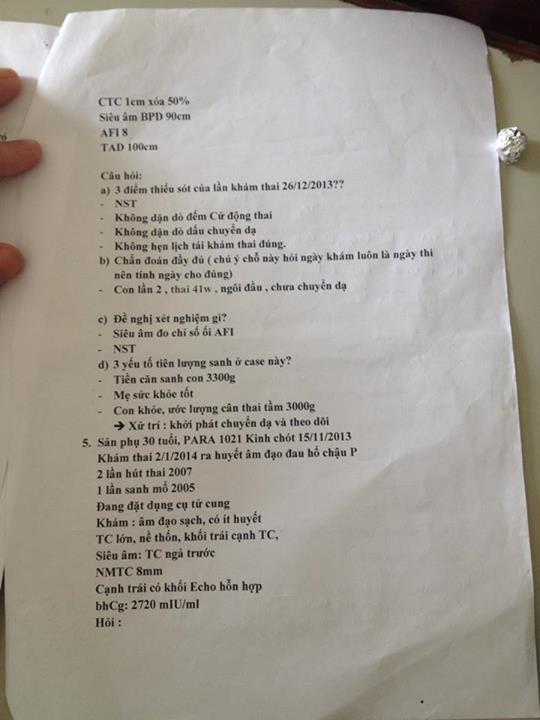 CTC 1cm xóa 50%
Siêu âm BPD 90cm
AFI 8
TAD 100cm
Câu hỏi:
a) 3 điểm thiếu sót của lần khám thai 26/12/2013??
- NST
- Không dặn dò đếm Cử động thai
- Không dặn dò dấu chuyển dạ
- Không hẹn lịch tái khám thai đúng.
b) Chẩn đoán đầy đủ ( chú ý chỗ này hỏi ngày khám luôn là ngày thi
nên tính ngày cho đúng)
- Con lần 2 , thai 41w , ngôi đầu , chưa chuyển dạ
c) Đề nghị xét nghiệm gì?
- Siêu âm đo chỉ số ối AFI
- NST
d) 3 yếu tố tiên lượng sanh ở case này?
- Tiền căn sanh con 3300g
- Mẹ sức khỏe tốt
- Con khỏe, ước lượng cân thai tầm 3000g
➔ Xử trí : khởi phát chuyển dạ và theo dõi
5. Sản phụ 30 tuổi, PARA 1021 Kinh chót 15/11/2013
Khám thai 2/1/2014 ra huyết âm đạo đau hố chậu P
2 lần hút thai 2007
1 lần sanh mổ 2005
Đang đặt dụng cụ tử cung
Khám : âm đạo sạch, có ít huyết
TC lớn, nề thốn, khối trái cạnh TC,
Siêu âm: TC ngả trước
NMTC 8mm
Cạnh trái có khối Echo hỗn hợp
bhCg: 2720 mIU/ml
Hỏi :